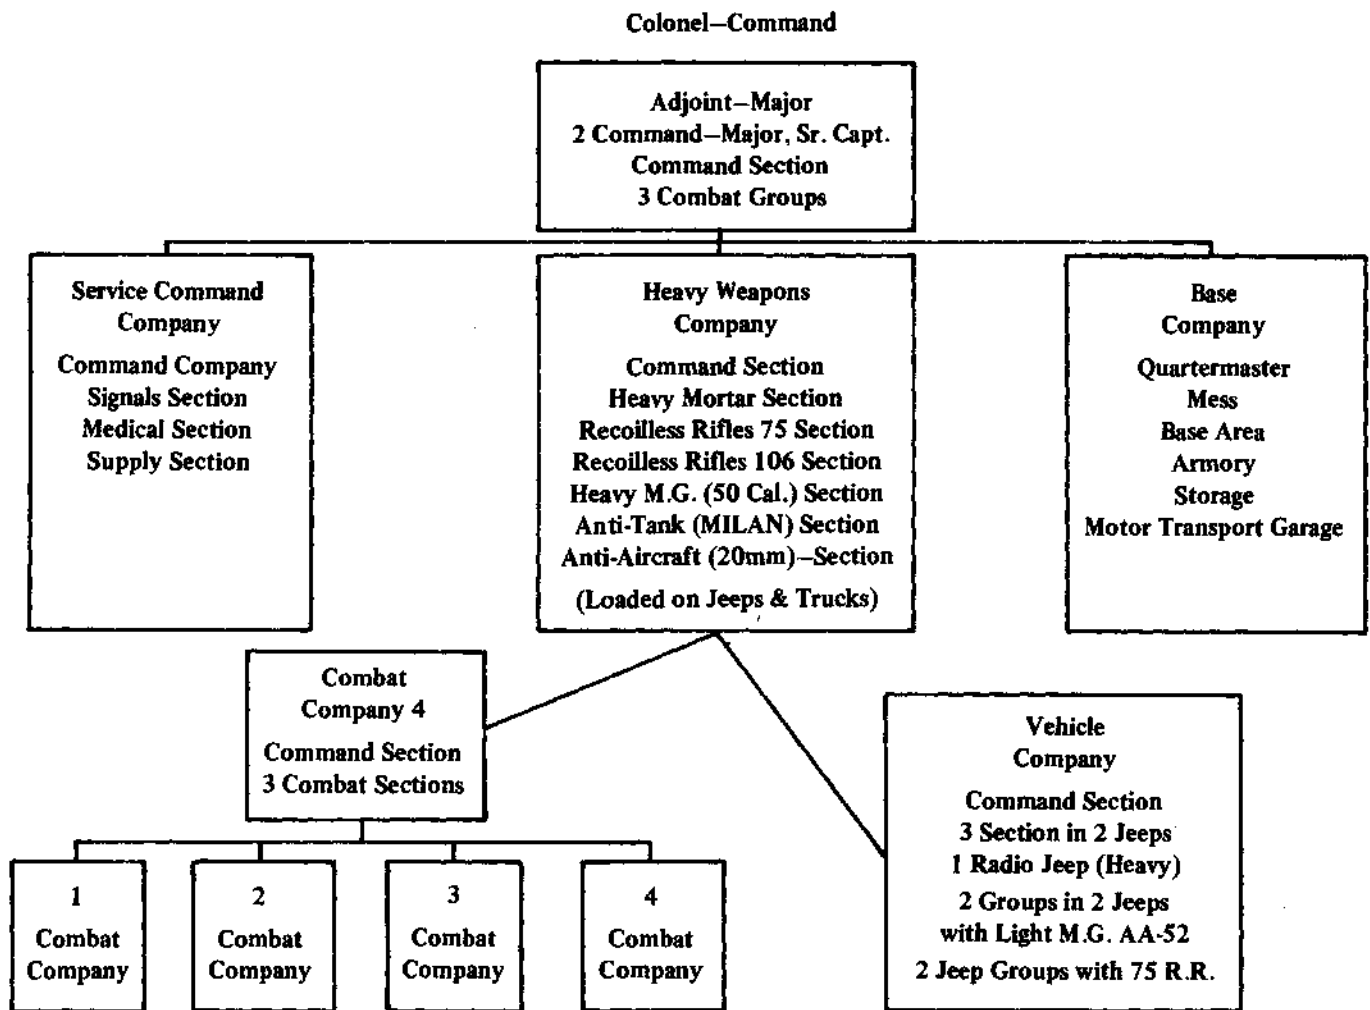 Colonel–Command
Adjoint–Major
2 Command–Major, Sr. Capt.
Command Section
3 Combat Groups
Service Command
Company
Command Company
Signals Section
Medical Section
Supply Section
Heavy Weapons
Company
Command Section
Heavy Mortar Section
Recoilless Rifles 75 Section
Recoilless Rifles 106 Section
Heavy M.G. (50 Cal.) Section
Anti-Tank (MILAN) Section
Anti-Aircraft (20mm)–Section
(Loaded on Jeeps & Trucks)
Base
Company
Quartermaster
Mess
Base Area
Armory
Storage
Motor Transport Garage
Combat
Company 4
Command Section
3 Combat Sections
Vehicle
Company
Command Section
3 Section in 2 Jeeps
1 Radio Jeep (Heavy)
2 Groups in 2 Jeeps
with Light M.G. AA-52
2 Jeep Groups with 75 R.R.
1
Combat
Company
2
Combat
Company
3
Combat
Company
4
Combat
Company